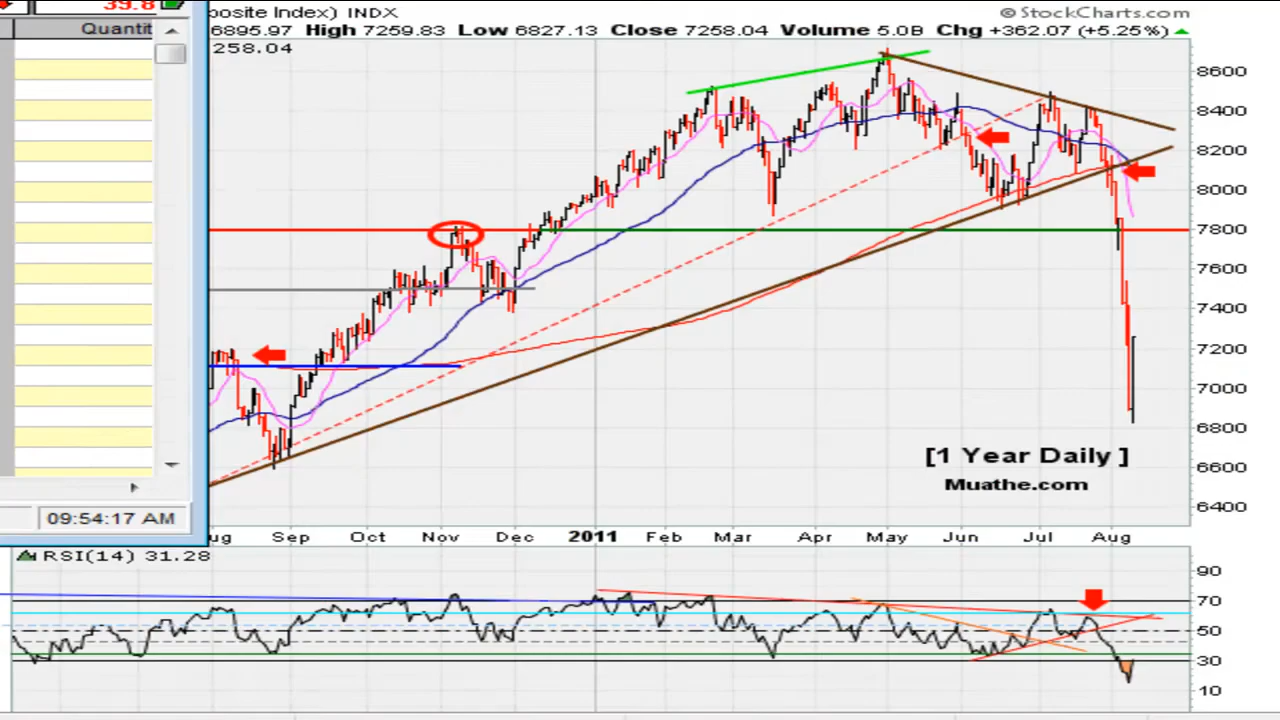 39.8
Quantit
posite Index) INDX
© StockCharts.com
6895.97 High 7259.83 Low 6827.13 Close 7258.04 Volume 5.0B Chg +362.07 (+5.25%)
258.04
8600
8400
8200
8000
7800
7600
7400
7200
7000
6800
6600
6400
[1 Year Daily ]
Muathe.com
09:54:17 AM
ug Sep Oct Nov Dec 2011 Feb Mar Apr May Jun Jul Aug
RSI(14) 31.28
90
70
50
30
10